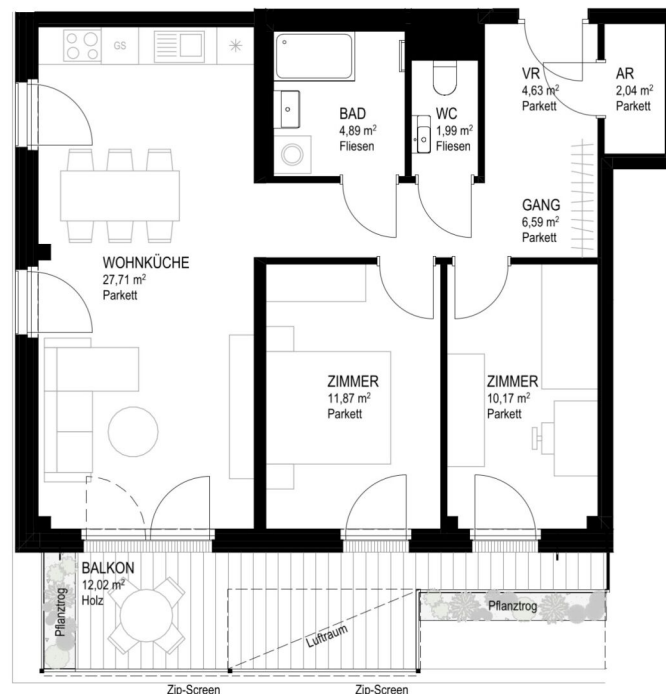 GS
VR
4,63 m²
Parkett
AR
2,04 m²
Parkett
BAD
4,89 m²
Fliesen
WC
1,99 m²
Fliesen
GANG
6,59 m²
Parkett
WOHNKÜCHE
27,71 m²
Parkett
ZIMMER
11,87 m²
Parkett
ZIMMER
10,17 m²
Parkett
BALKON
12,02 m²
Holz
Pflanztrog
Luftraum
Pflanztrog
Zip-Screen
Zip-Screen